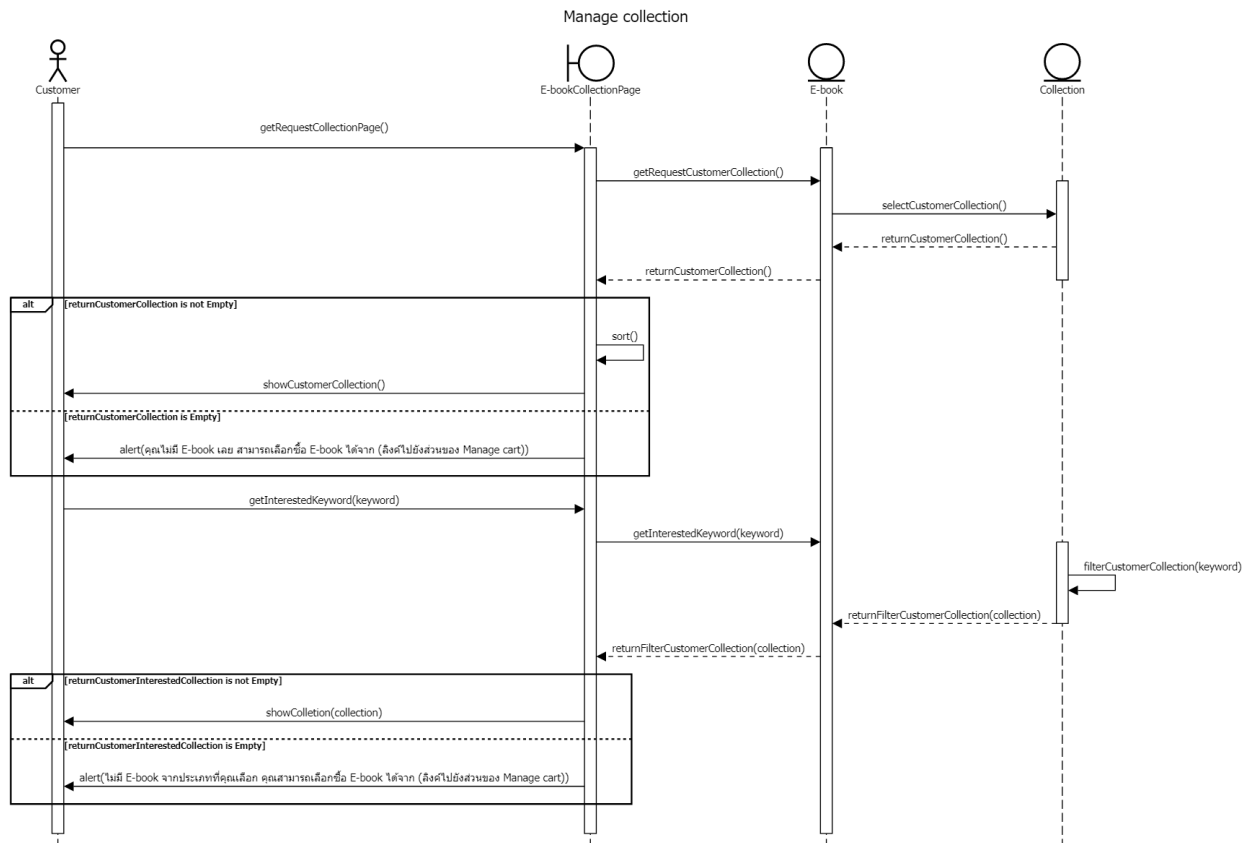 Manage collection
Customer
E-bookCollectionPage
E-book
Collection
getRequestCollectionPage()
getRequestCustomerCollection()
selectCustomerCollection()
returnCustomerCollection()
returnCustomerCollection()
alt [returnCustomerCollection is not Empty]
sort()
showCustomerCollection()
[returnCustomerCollection is Empty]
alert(คุณไม่มี E-book เลย สามารถเลือกซื้อ E-book ได้จาก (ลิงค์ไปยังส่วนของ Manage cart))
getInterestedKeyword(keyword)
getInterestedKeyword(keyword)
filterCustomerCollection(keyword)
returnFilterCustomerCollection(collection)
returnFilterCustomerCollection(collection)
alt [returnCustomerInterestedCollection is not Empty]
showColletion(collection)
[returnCustomerInterestedCollection is Empty]
alert(ไม่มี E-book จากประเภทที่คุณเลือก คุณสามารถเลือกซื้อ E-book ได้จาก (ลิงค์ไปยังส่วนของ Manage cart))